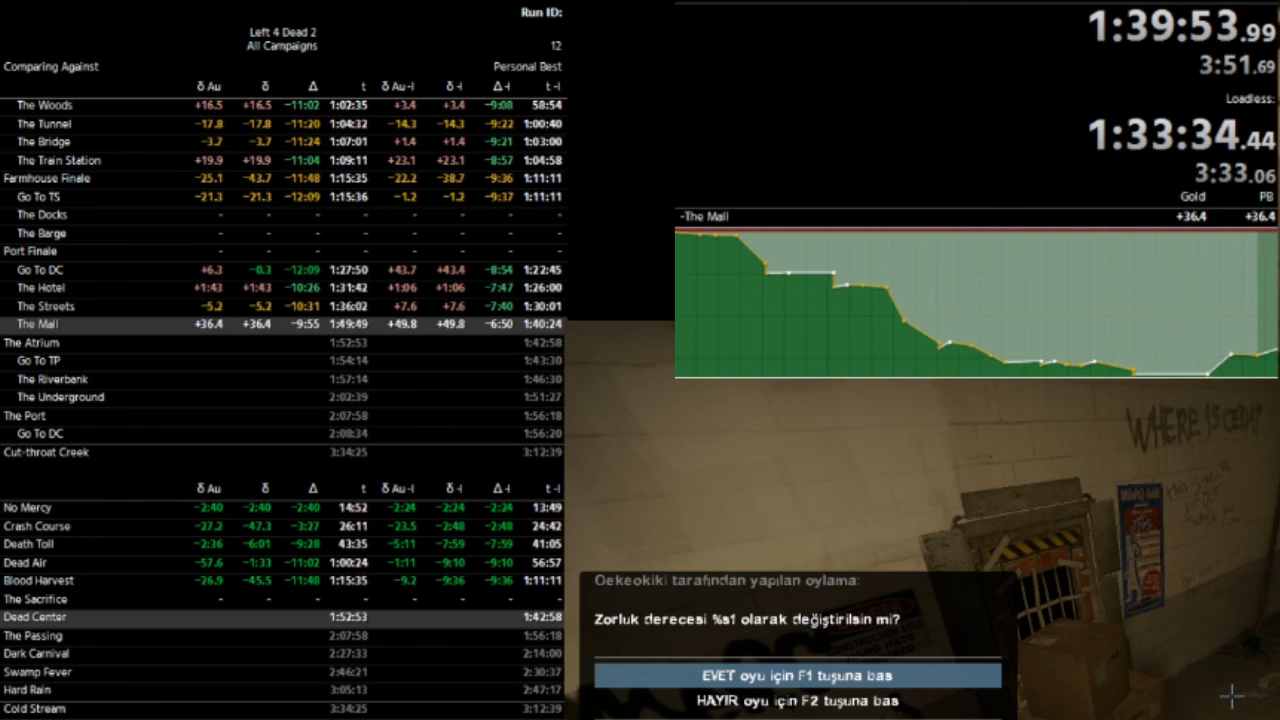 Run ID:
Left 4 Dead 2
All Campaigns
12
Comparing Against Personal Best
δ Au δ Δ t δ Au-I δ -I Δ -I t -I
The Woods +16.5 +16.5 −11:02 1:02:35 +3.4 +3.4 −9:08 58:54
The Tunnel −17.8 −17.8 −11:20 1:04:32 −14.3 −14.3 −9:22 1:00:40
The Bridge −3.7 −3.7 −11:24 1:07:01 +1.4 +1.4 −9:21 1:03:00
The Train Station +19.9 +19.9 −11:04 1:09:11 +23.1 +23.1 −8:57 1:04:58
Farmhouse Finale −25.1 −43.7 −11:48 1:15:35 −22.2 −38.7 −9:36 1:11:11
Go To TS −21.3 −21.3 −12:09 1:15:36 −1.2 −1.2 −9:37 1:11:11
The Docks - - - - - - - -
The Barge - - - - - - - -
Port Finale - - - - - - - -
Go To DC +6.3 −0.3 −12:09 1:27:50 +43.7 +43.4 −8:54 1:22:45
The Hotel +1:43 +1:43 −10:26 1:31:42 +1:06 +1:06 −7:47 1:26:00
The Streets −5.2 −5.2 −10:31 1:36:02 +7.6 +7.6 −7:40 1:30:01
The Mall +36.4 +36.4 −9:55 1:49:49 +49.8 +49.8 −6:50 1:40:24
The Atrium 1:52:53 1:42:58
Go To TP 1:54:14 1:43:30
The Riverbank 1:57:14 1:46:30
The Underground 2:02:39 1:51:27
The Port 2:07:58 1:56:18
Go To DC 2:08:34 1:56:20
Cut-throat Creek 3:34:25 3:12:39
δ Au δ Δ t δ Au-I δ -I Δ -I t -I
No Mercy −2:40 −2:40 −2:40 14:52 −2:24 −2:24 −2:24 13:49
Crash Course −27.2 −47.3 −3:27 26:11 −23.5 −2:48 −2:48 24:42
Death Toll −2:36 −6:01 −9:28 43:35 −5:11 −7:59 −7:59 41:05
Dead Air −57.6 −1:33 −11:02 1:00:24 −1:11 −9:10 −9:10 56:57
Blood Harvest −26.9 −45.5 −11:48 1:15:35 −9.2 −9:36 −9:36 1:11:11
The Sacrifice - - - - - - - -
Dead Center 1:52:53 1:42:58
The Passing 2:07:58 1:56:18
Dark Carnival 2:27:33 2:14:00
Swamp Fever 2:46:21 2:30:37
Hard Rain 3:05:13 2:47:17
Cold Stream 3:34:25 3:12:39
1:39:53.99
3:51.69
Loadless:
1:33:34.44
3:33.06
Gold PB
-The Mall +36.4 +36.4
WHERE IS CEDA?
Oekeokiki tarafından yapılan oylama:
Zorluk derecesi %s1 olarak değiştirilsin mi?
EVET oyu için F1 tuşuna bas
HAYIR oyu için F2 tuşuna bas